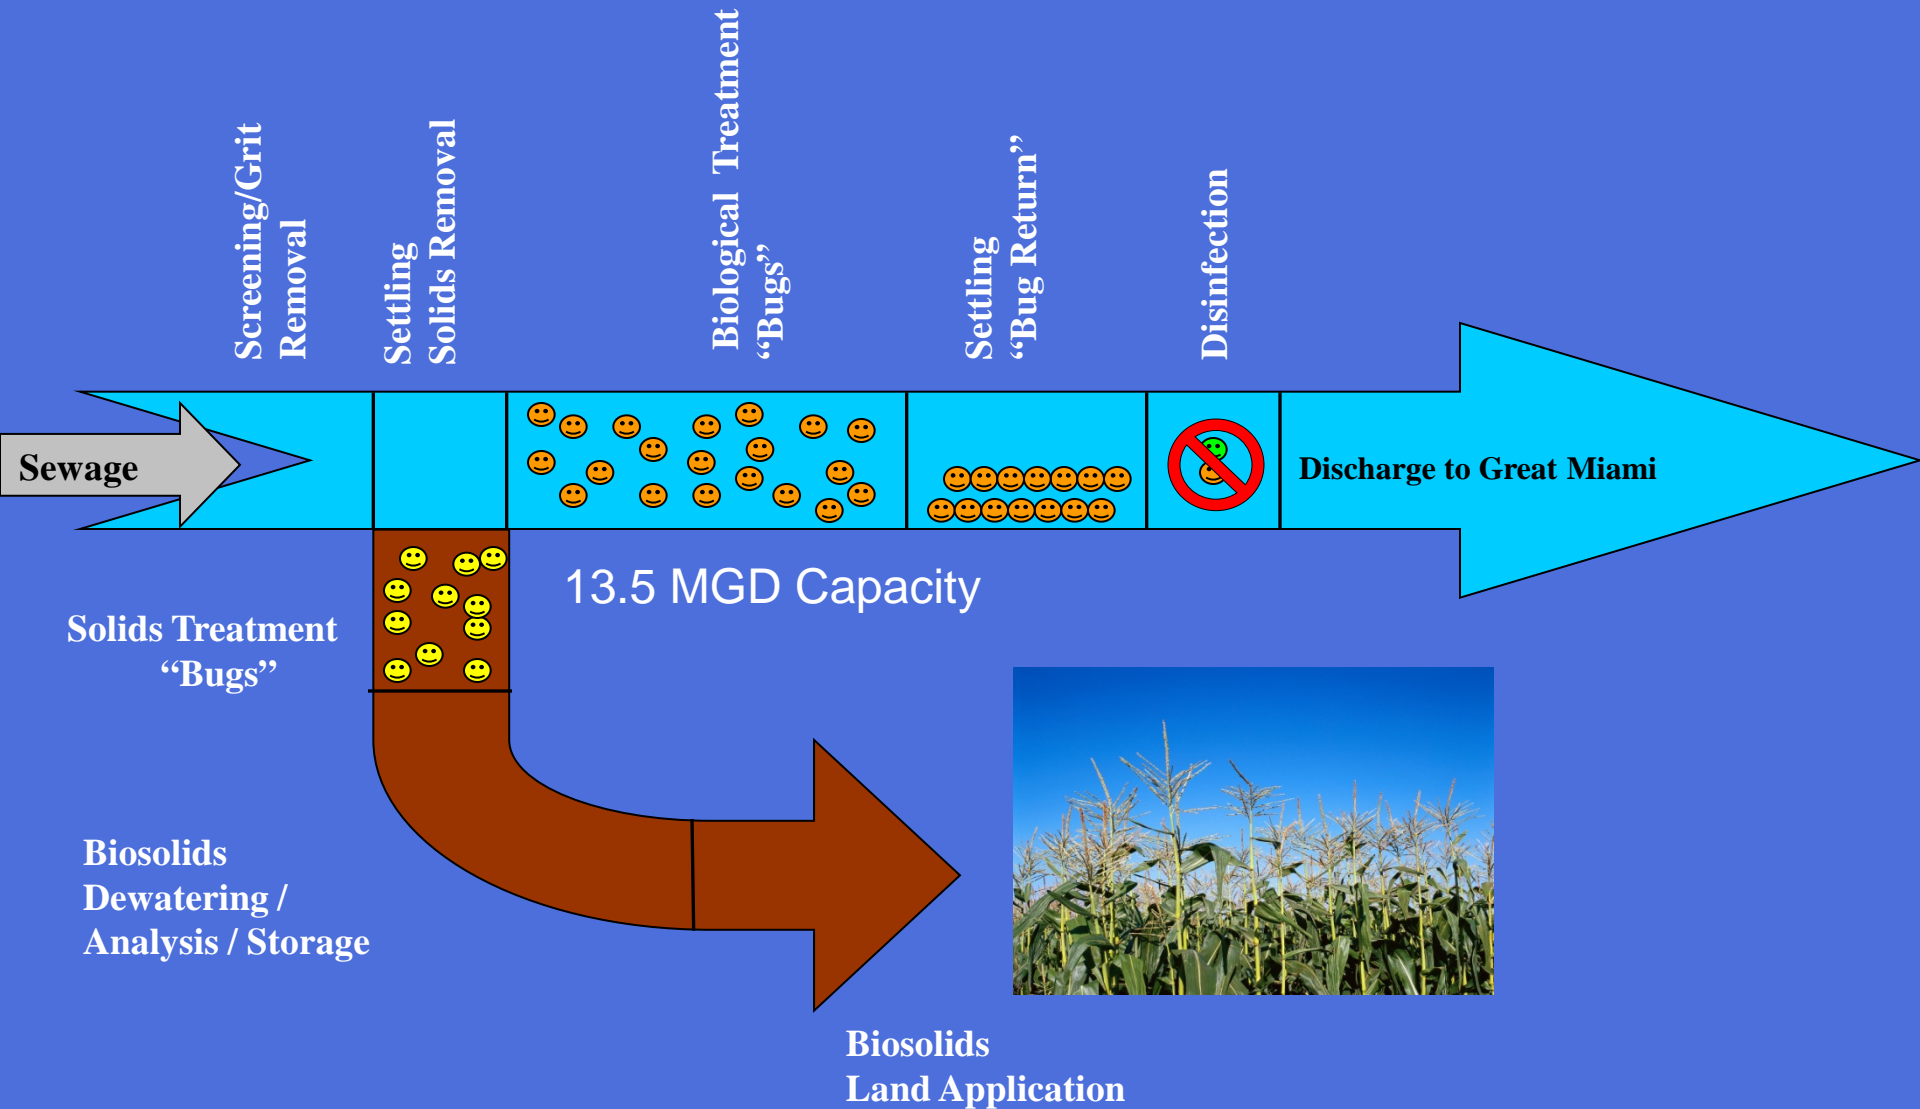 Screening/Grit
Removal
Settling
Solids Removal
Biological Treatment
“Bugs”
Settling
“Bug Return”
Disinfection
Sewage
Discharge to Great Miami
13.5 MGD Capacity
Solids Treatment
“Bugs”
Biosolids
Dewatering /
Analysis / Storage
Biosolids
Land Application